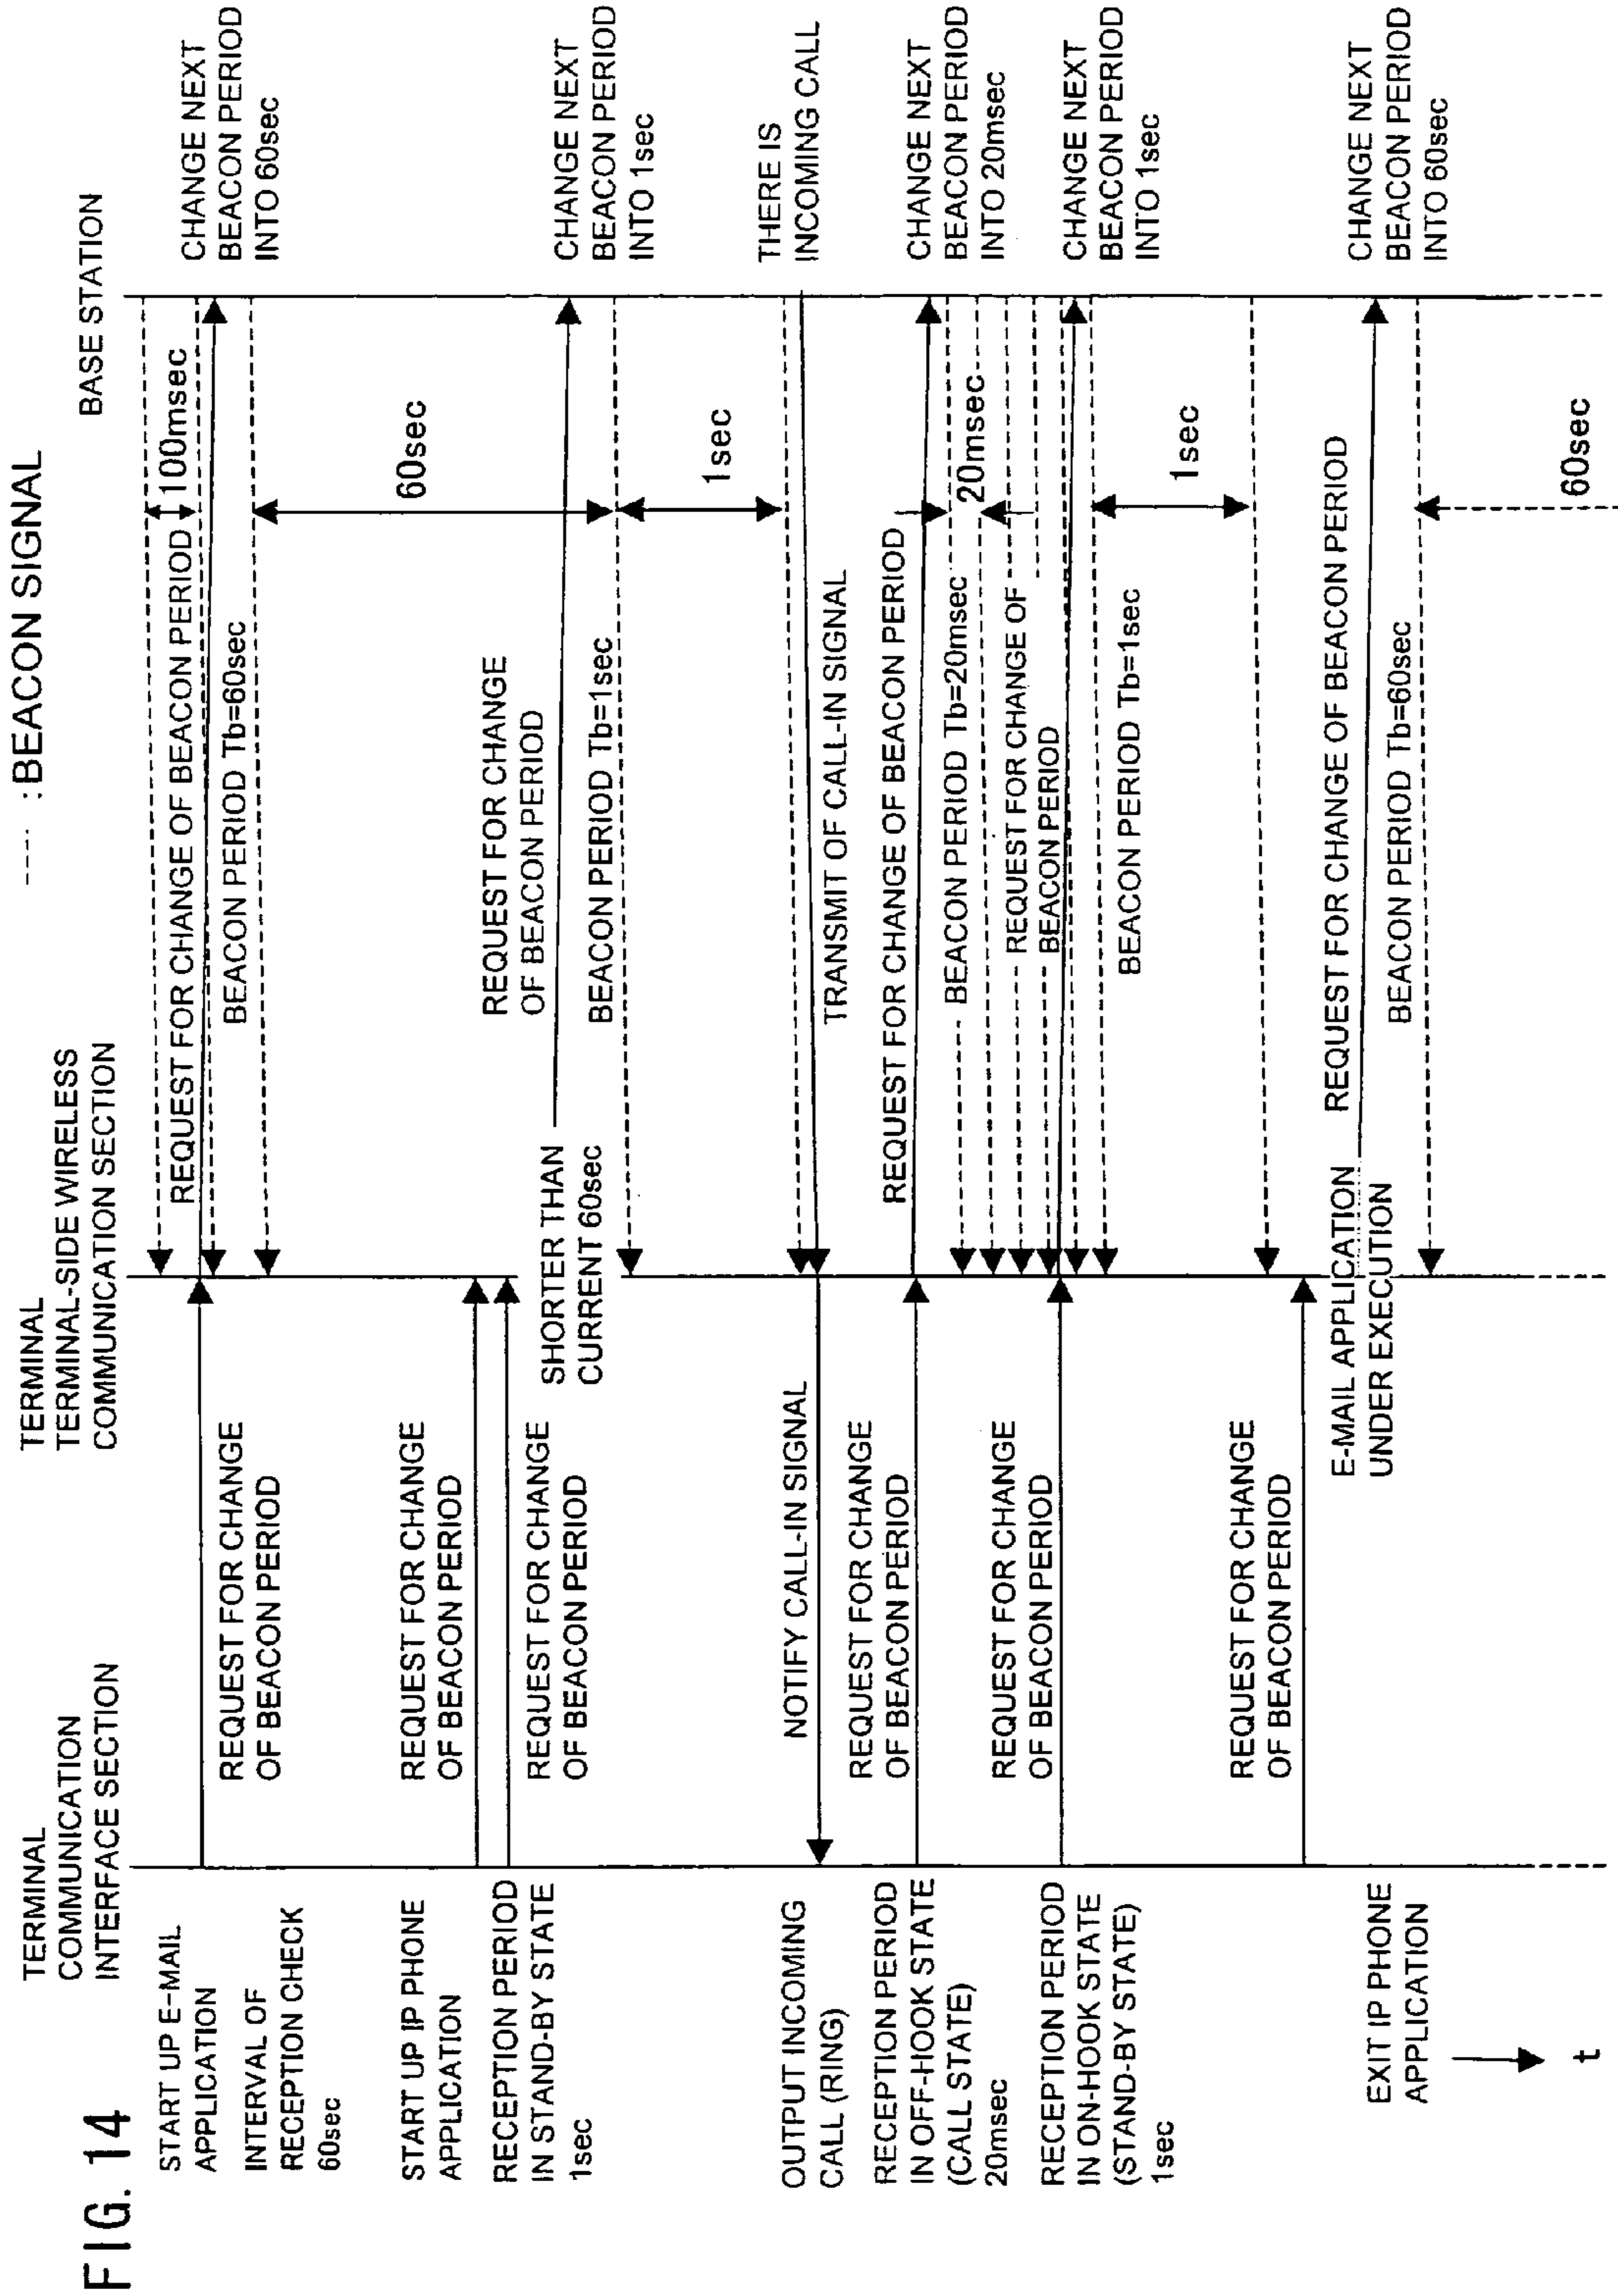 FIG. 14
---- :BEACON SIGNAL
TERMINAL
COMMUNICATION
INTERFACE SECTION
TERMINAL
TERMINAL-SIDE WIRELESS
COMMUNICATION SECTION
BASE STATION
START UP E-MAIL
APPLICATION
INTERVAL OF
RECEPTION CHECK
60sec
START UP IP PHONE
APPLICATION
RECEPTION PERIOD
IN STAND-BY STATE
1sec
OUTPUT INCOMING
CALL (RING)
RECEPTION PERIOD
IN OFF-HOOK STATE
(CALL STATE)
20msec
RECEPTION PERIOD
IN ON-HOOK STATE
(STAND-BY STATE)
1sec
EXIT IP PHONE
APPLICATION
t
REQUEST FOR CHANGE
OF BEACON PERIOD
REQUEST FOR CHANGE
OF BEACON PERIOD
REQUEST FOR CHANGE
OF BEACON PERIOD
NOTIFY CALL-IN SIGNAL
REQUEST FOR CHANGE
OF BEACON PERIOD
REQUEST FOR CHANGE
OF BEACON PERIOD
REQUEST FOR CHANGE
OF BEACON PERIOD
SHORTER THAN
CURRENT 60sec
E-MAIL APPLICATION
UNDER EXECUTION
REQUEST FOR CHANGE OF BEACON PERIOD
BEACON PERIOD Tb=60sec
REQUEST FOR CHANGE
OF BEACON PERIOD
BEACON PERIOD Tb=1sec
TRANSMIT OF CALL-IN SIGNAL
REQUEST FOR CHANGE OF BEACON PERIOD
BEACON PERIOD Tb=20msec
REQUEST FOR CHANGE OF
BEACON PERIOD
BEACON PERIOD Tb=1sec
REQUEST FOR CHANGE OF BEACON PERIOD
BEACON PERIOD Tb=60sec
100msec
60sec
1sec
20msec
1sec
60sec
CHANGE NEXT
BEACON PERIOD
INTO 60sec
CHANGE NEXT
BEACON PERIOD
INTO 1sec
THERE IS
INCOMING CALL
CHANGE NEXT
BEACON PERIOD
INTO 20msec
CHANGE NEXT
BEACON PERIOD
INTO 1sec
CHANGE NEXT
BEACON PERIOD
INTO 60sec